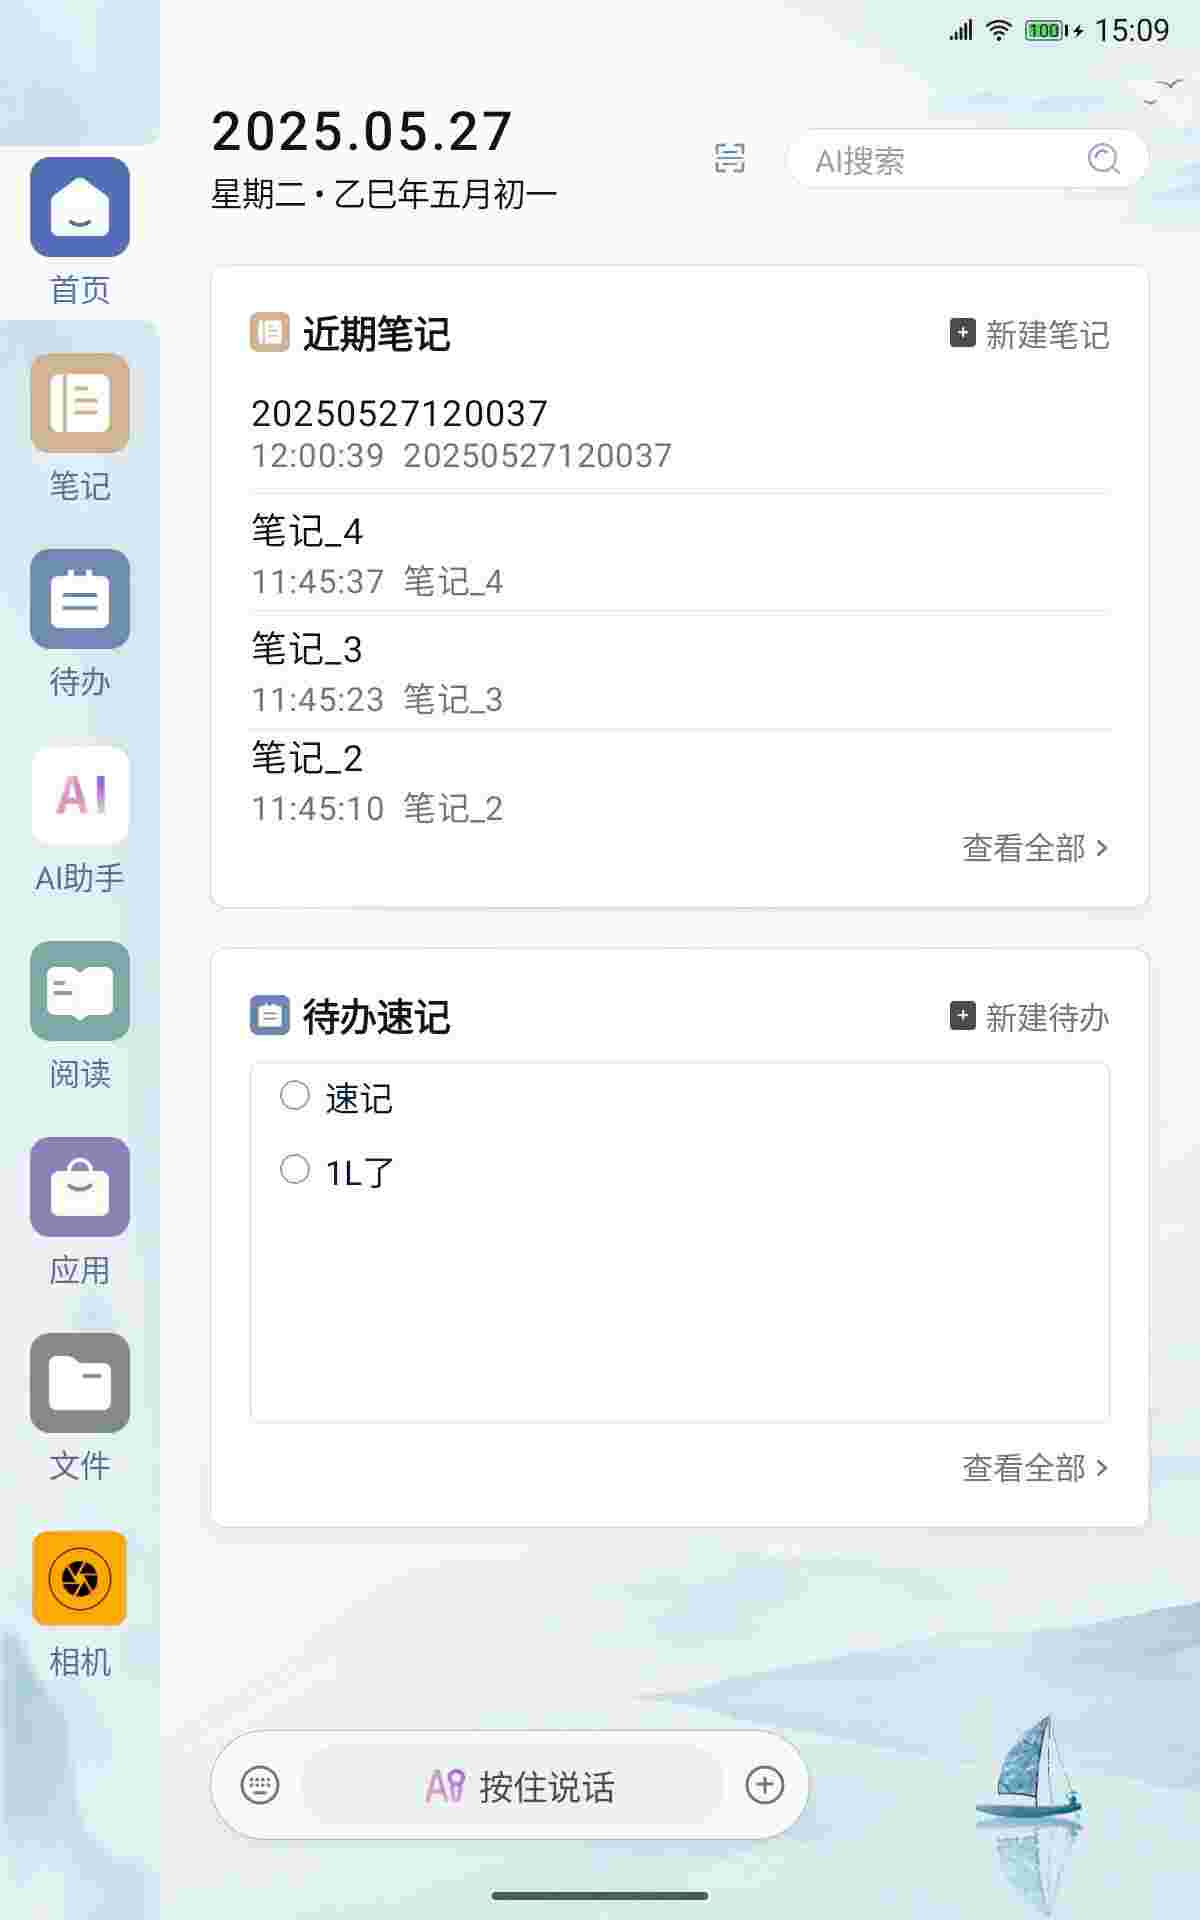 100 15:09
2025.05.27
星期二·乙巳年五月初一
AI搜索
首页
笔记
待办
AI
AI助手
阅读
应用
文件
相机
近期笔记
新建笔记
20250527120037
12:00:39 20250527120037
笔记_4
11:45:37 笔记_4
笔记_3
11:45:23 笔记_3
笔记_2
11:45:10 笔记_2
查看全部 >
待办速记
新建待办
速记
1L了
查看全部 >
按住说话